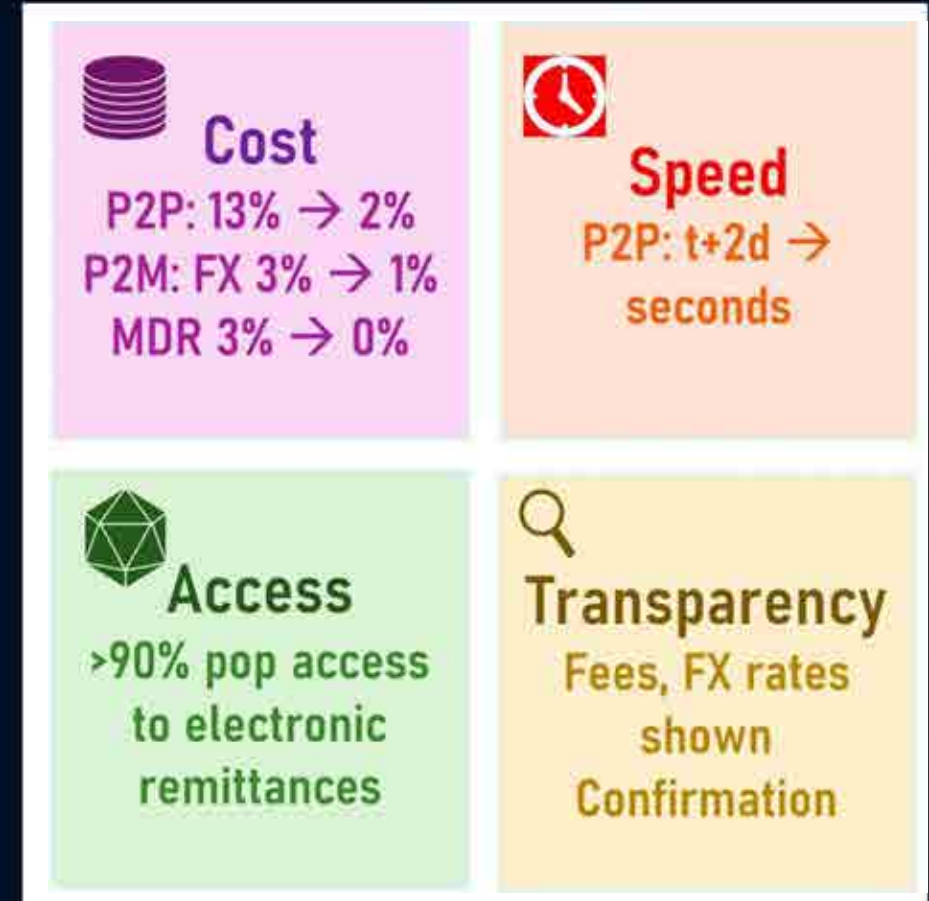 Cost
P2P: 13% → 2%
P2M: FX 3% → 1%
MDR 3% → 0%
Speed
P2P: t+2d →
seconds
Access
>90% pop access
to electronic
remittances
Transparency
Fees, FX rates
shown
Confirmation